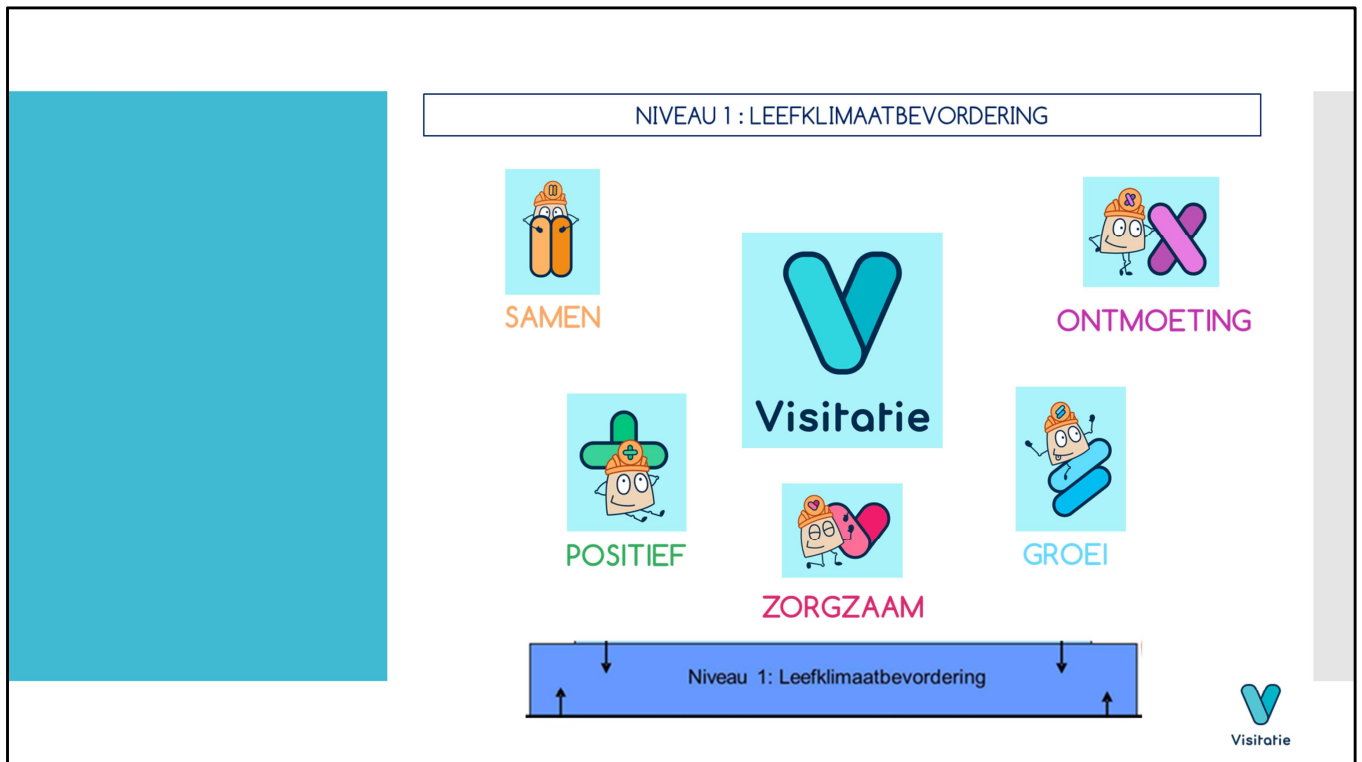 NIVEAU 1 : LEEFKLIMAATBEVORDERING
SAMEN
ONTMOETING
Visitatie
POSITIEF
GROEI
ZORGZAAM
Niveau 1: Leefklimaatbevordering
Visitatie